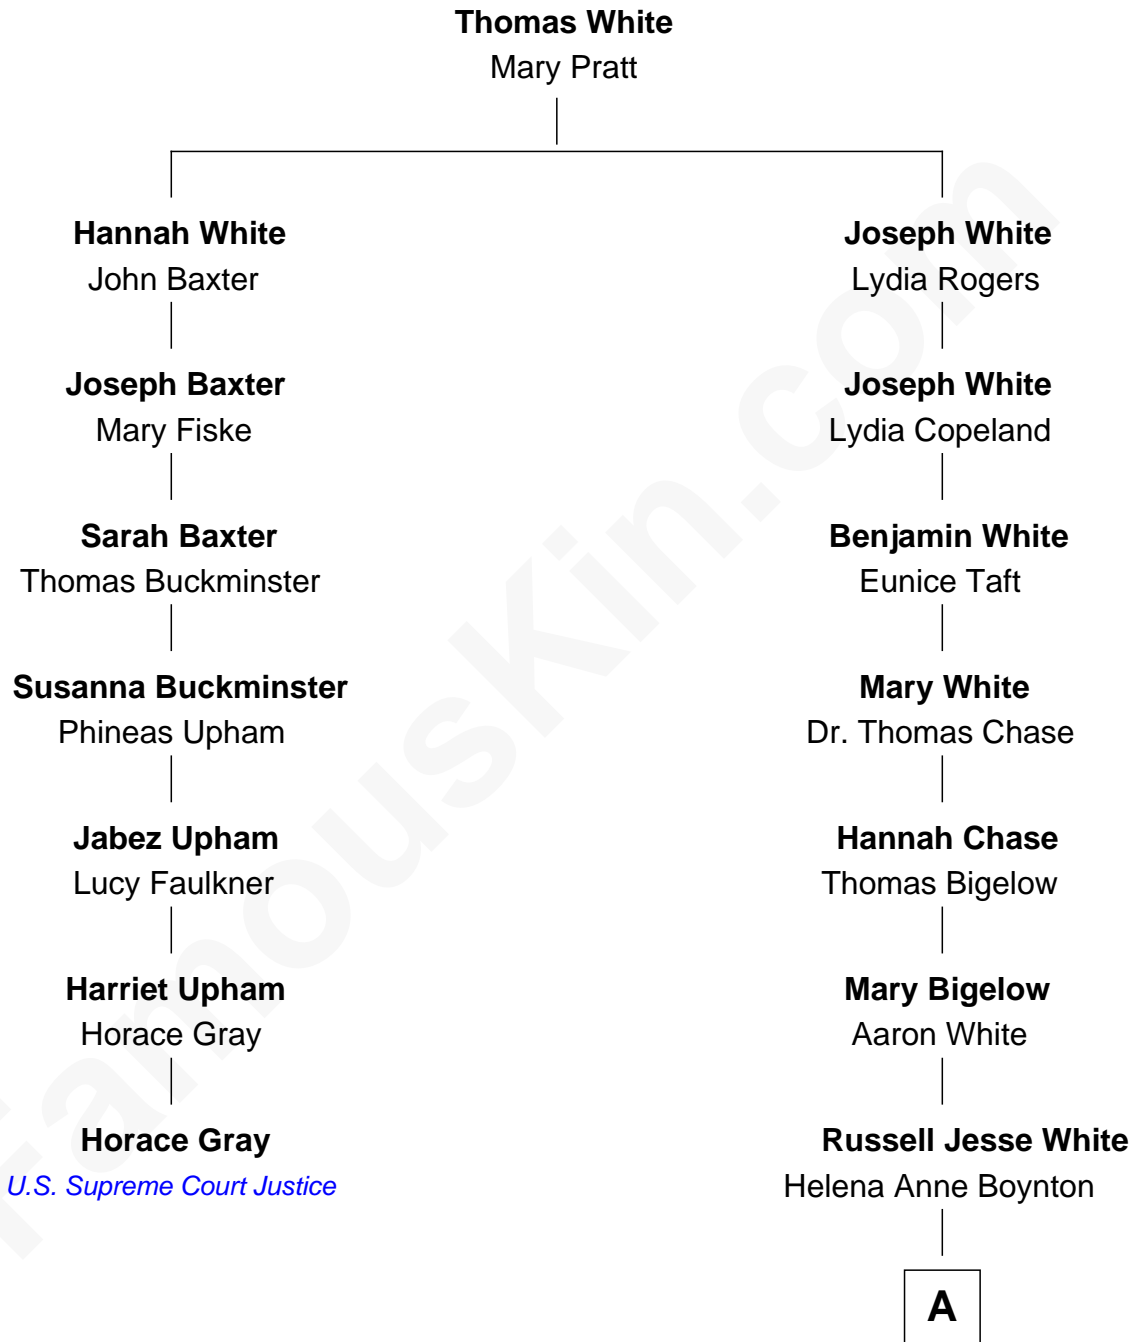 Thomas White
Mary Pratt
Hannah White
John Baxter
Joseph Baxter
Mary Fiske
Sarah Baxter
Thomas Buckminster
Susanna Buckminster
Phineas Upham
Jabez Upham
Lucy Faulkner
Harriet Upham
Horace Gray
Horace Gray
U.S. Supreme Court Justice
Joseph White
Lydia Rogers
Joseph White
Lydia Copeland
Benjamin White
Eunice Taft
Mary White
Dr. Thomas Chase
Hannah Chase
Thomas Bigelow
Mary Bigelow
Aaron White
Russell Jesse White
Helena Anne Boynton
A
famouskin.com